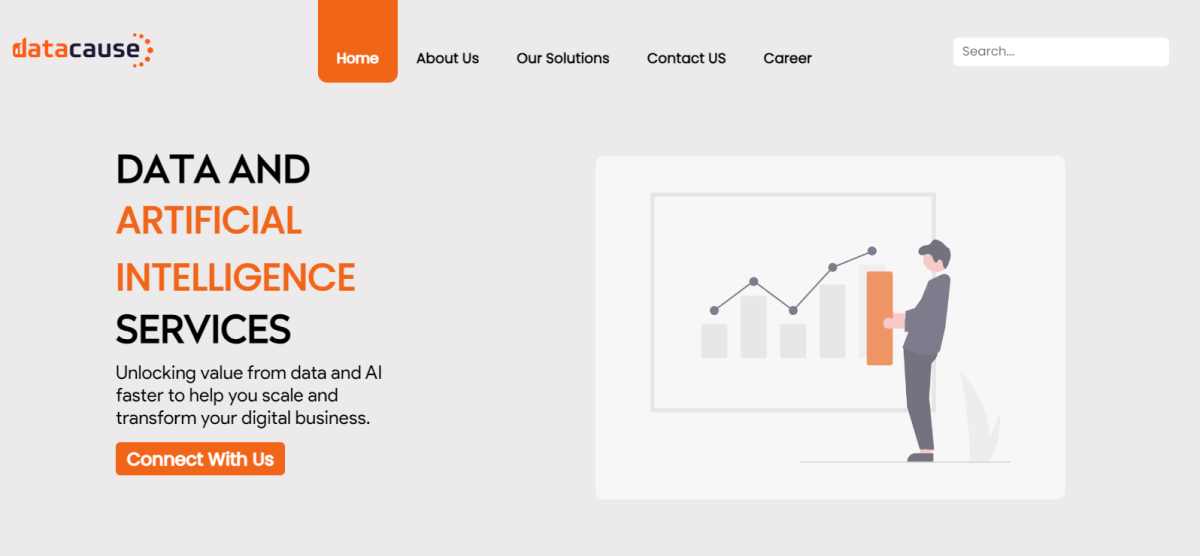 datacause
Home
About Us
Our Solutions
Contact US
Career
Search...
DATA AND
ARTIFICIAL
INTELLIGENCE
SERVICES
Unlocking value from data and AI
faster to help you scale and
transform your digital business.
Connect With Us